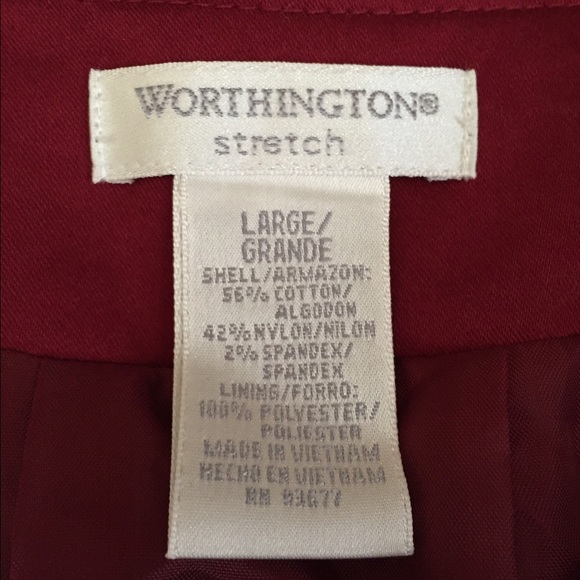 WORTHINGTON®
stretch
LARGE/
GRANDE
SHELL/ARMAZON:
56% COTTON/
ALGODON
42% NYLON/NILON
2% SPANDEX/
SPANDEX
LINING/FORRO:
100% POLYESTER/
POLIESTER
MADE IN VIETNAM
HECHO EN VIETNAM
RN 93677